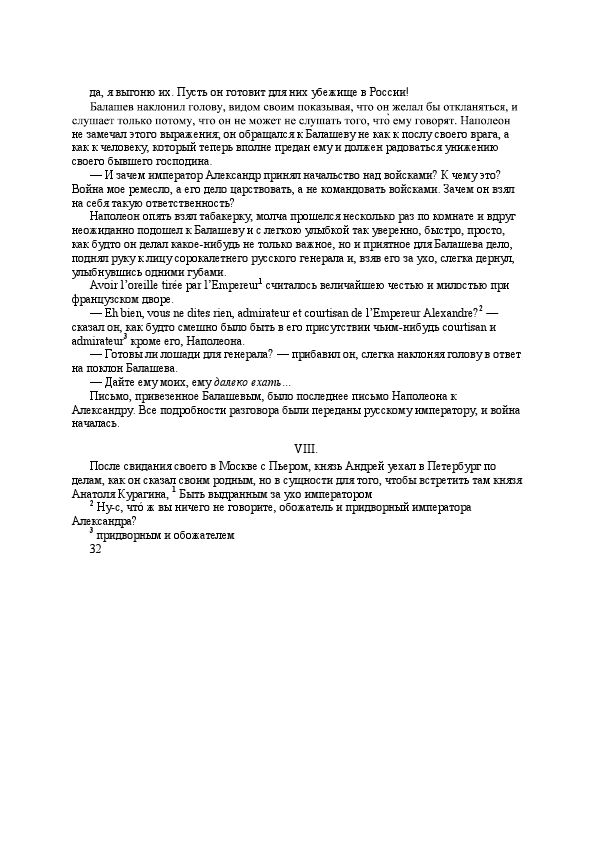 да, я выгоню их. Пусть он готовит для них убежище в России!
Балашев наклонил голову, видом своим показывая, что он желал бы откланяться, и
слушает только потому, что он не может не слушать того, что̀ ему говорят. Наполеон
не замечал этого выражения; он обращался к Балашеву не как к послу своего врага, а
как к человеку, который теперь вполне предан ему и должен радоваться унижению
своего бывшего господина.
— И зачем император Александр принял начальство над войсками? К чему это?
Война мое ремесло, а его дело царствовать, а не командовать войсками. Зачем он взял
на себя такую ответственность?
Наполеон опять взял табакерку, молча прошелся несколько раз по комнате и вдруг
неожиданно подошел к Балашеву и с легкою улыбкой так уверенно, быстро, просто,
как будто он делал какое-нибудь не только важное, но и приятное для Балашева дело,
поднял руку к лицу сорокалетнего русского генерала и, взяв его за ухо, слегка дернул,
улыбнувшись одними губами.
Avoir l’oreille tirée par l’Empereur¹ считалось величайшею честью и милостью при
французском дворе.
— Eh bien, vous ne dites rien, admirateur et courtisan de l’Empereur Alexandre?² —
сказал он, как будто смешно было быть в его присутствии чьим-нибудь courtisan и
admirateur³ кроме его, Наполеона.
— Готовы ли лошади для генерала? — прибавил он, слегка наклоняя голову в ответ
на поклон Балашева.
— Дайте ему моих, ему далеко ехать…
Письмо, привезенное Балашевым, было последнее письмо Наполеона к
Александру. Все подробности разговора были переданы русскому императору, и война
началась.
VIII.
После свидания своего в Москве с Пьером, князь Андрей уехал в Петербург по
делам, как он сказал своим родным, но в сущности для того, чтобы встретить там князя
Анатоля Курагина, ¹ Быть выдранным за ухо императором
² Ну-с, что́ ж вы ничего не говорите, обожатель и придворный императора
Александра?
³ придворным и обожателем
32